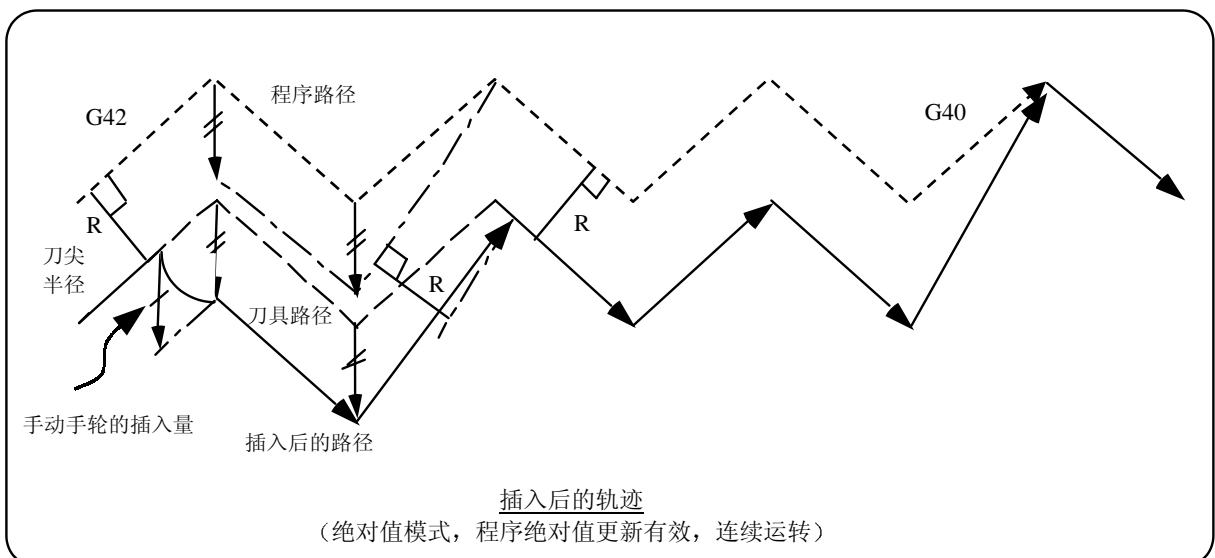 程序路径
G42
G40
R
R
刀尖
半径
R
刀具路径
手动手轮的插入量
插入后的路径
插入后的轨迹
（绝对值模式，程序绝对值更新有效，连续运转）